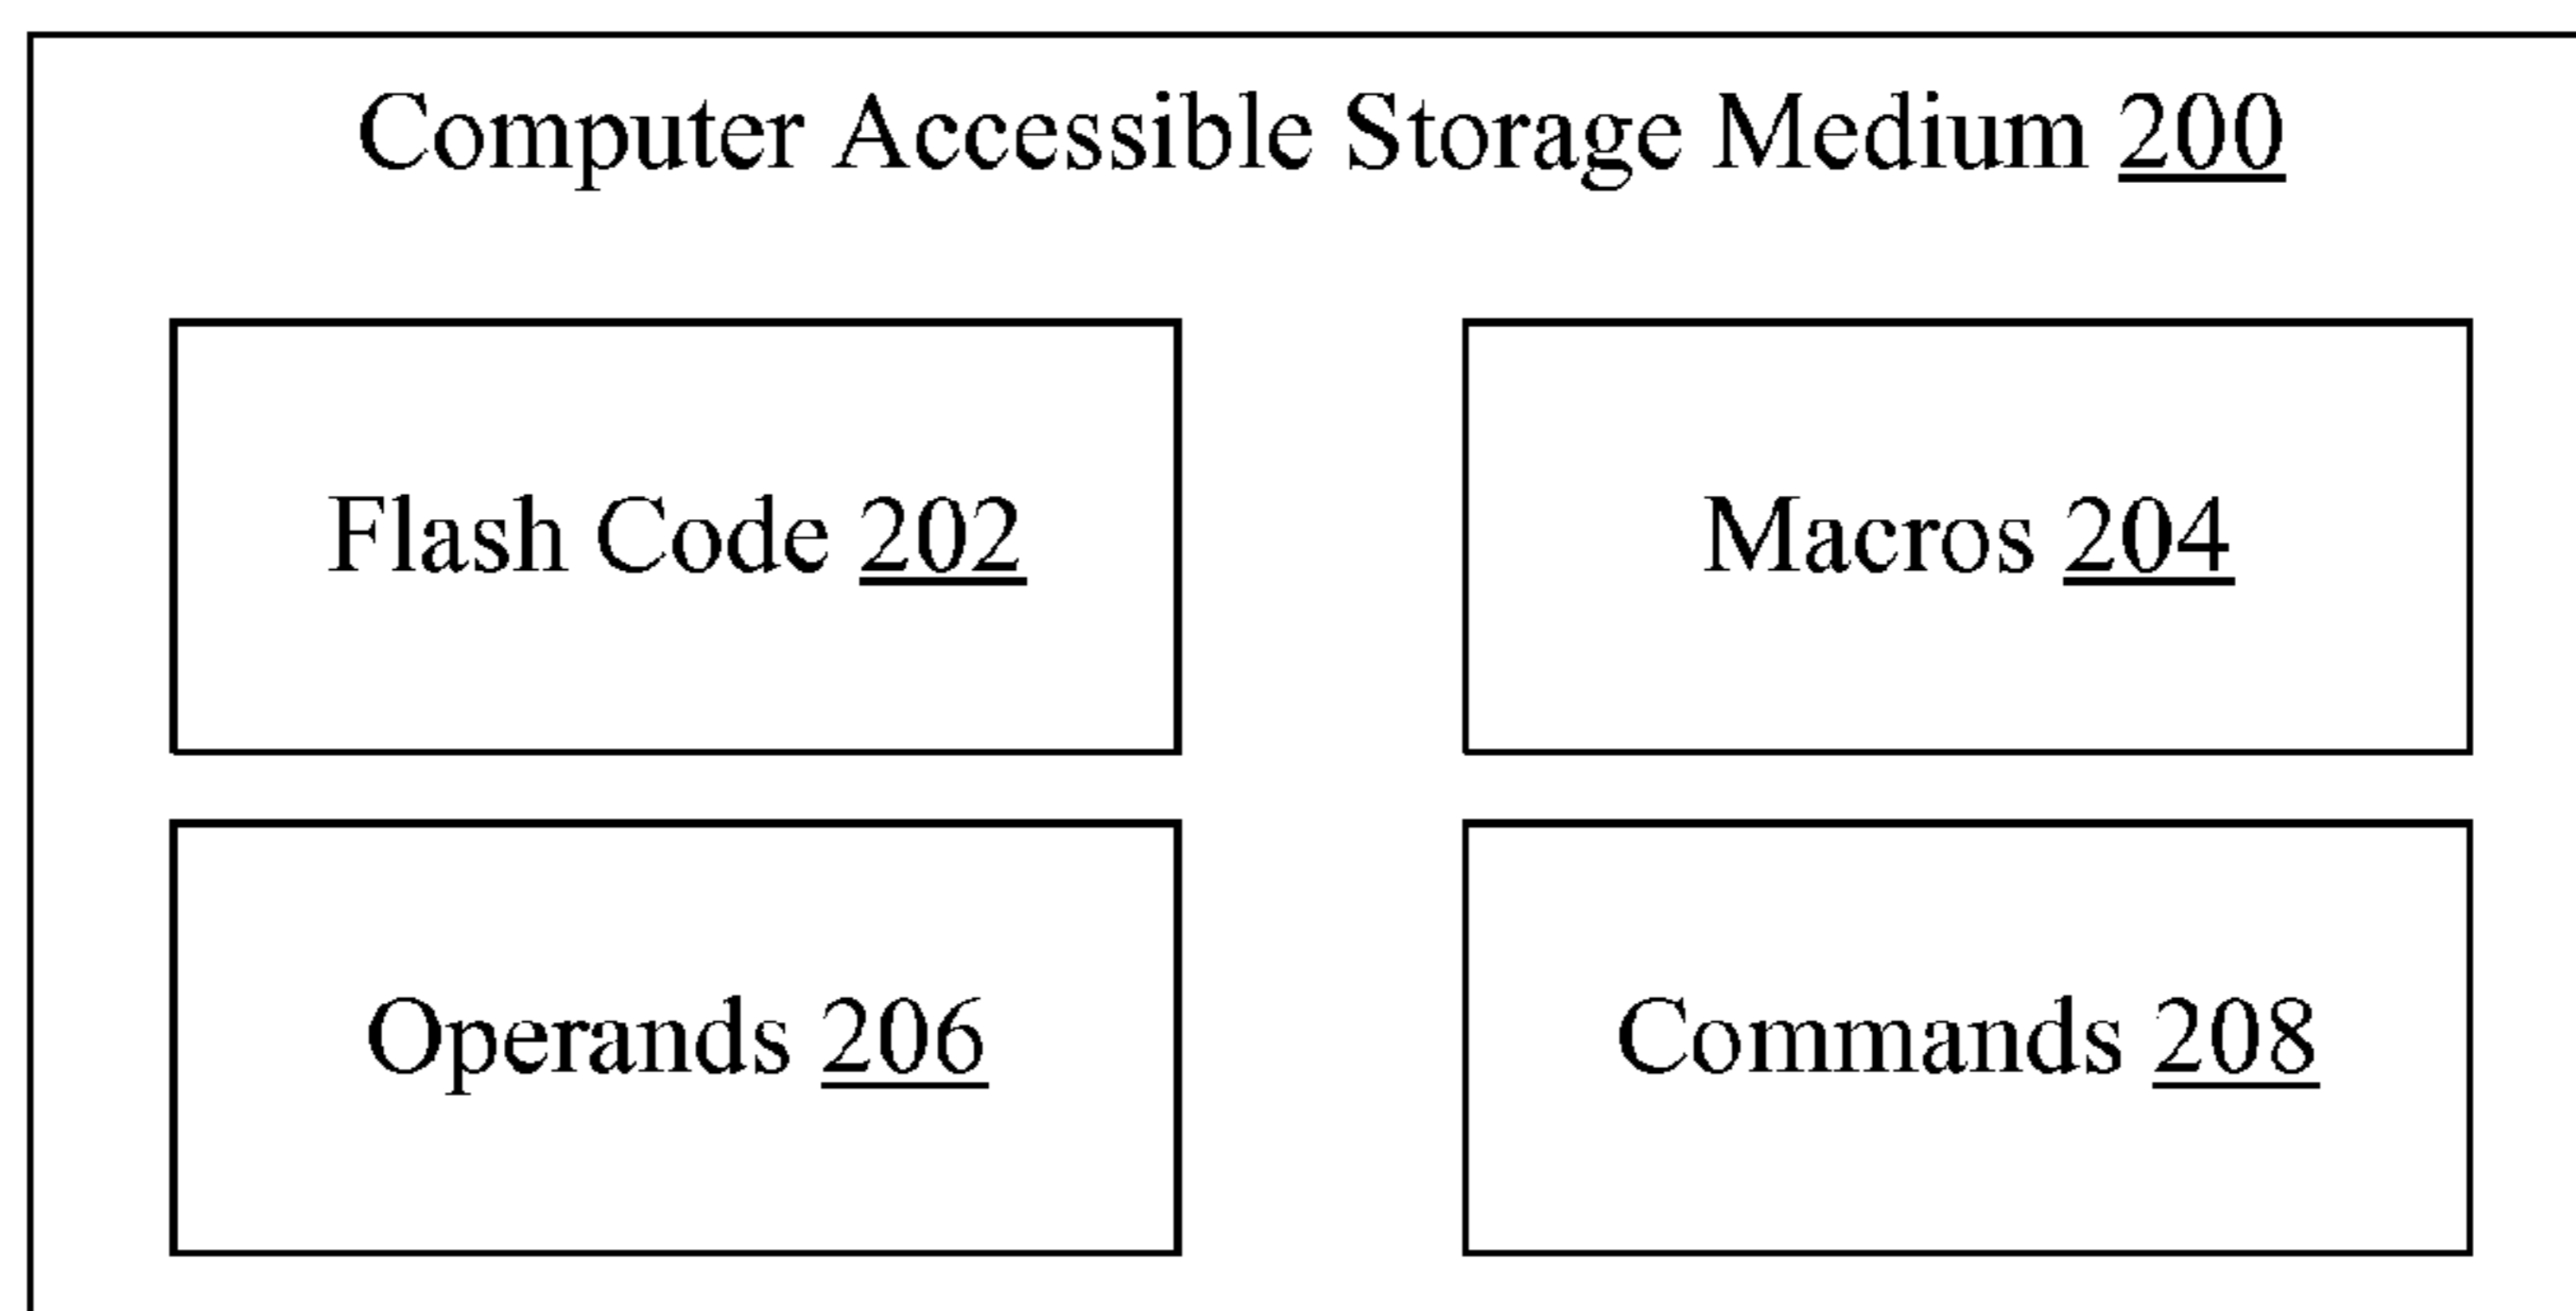 Computer Accessible Storage Medium 200
Flash Code 202
Macros 204
Operands 206
Commands 208